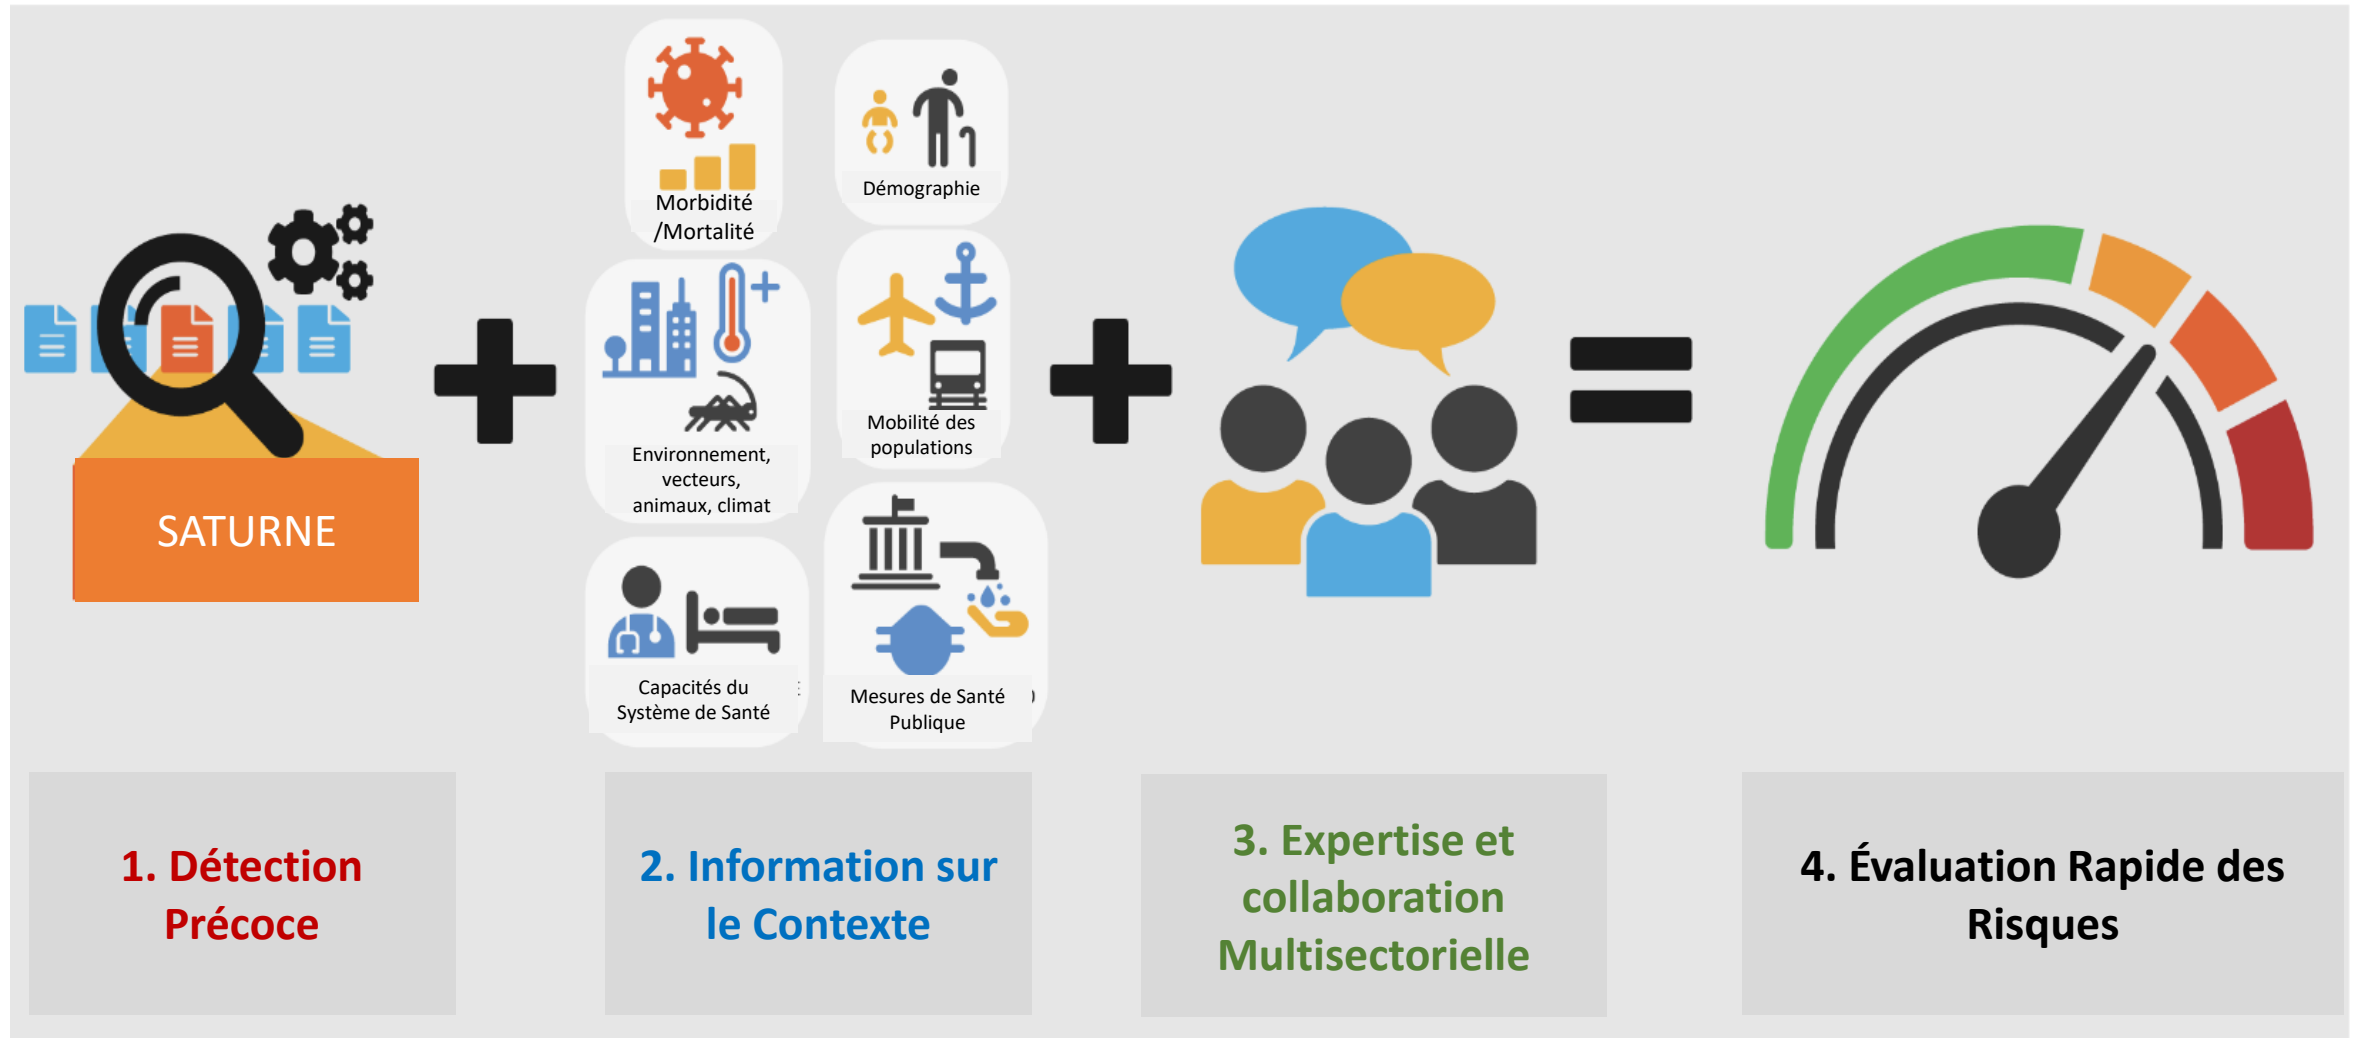 SATURNE
Morbidité
/Mortalité
Démographie
Environnement,
vecteurs,
animaux, climat
Mobilité des
populations
Capacités du
Système de Santé
Mesures de Santé
Publique
1. Détection
Précoce
2. Information sur
le Contexte
3. Expertise et
collaboration
Multisectorielle
4. Évaluation Rapide des
Risques